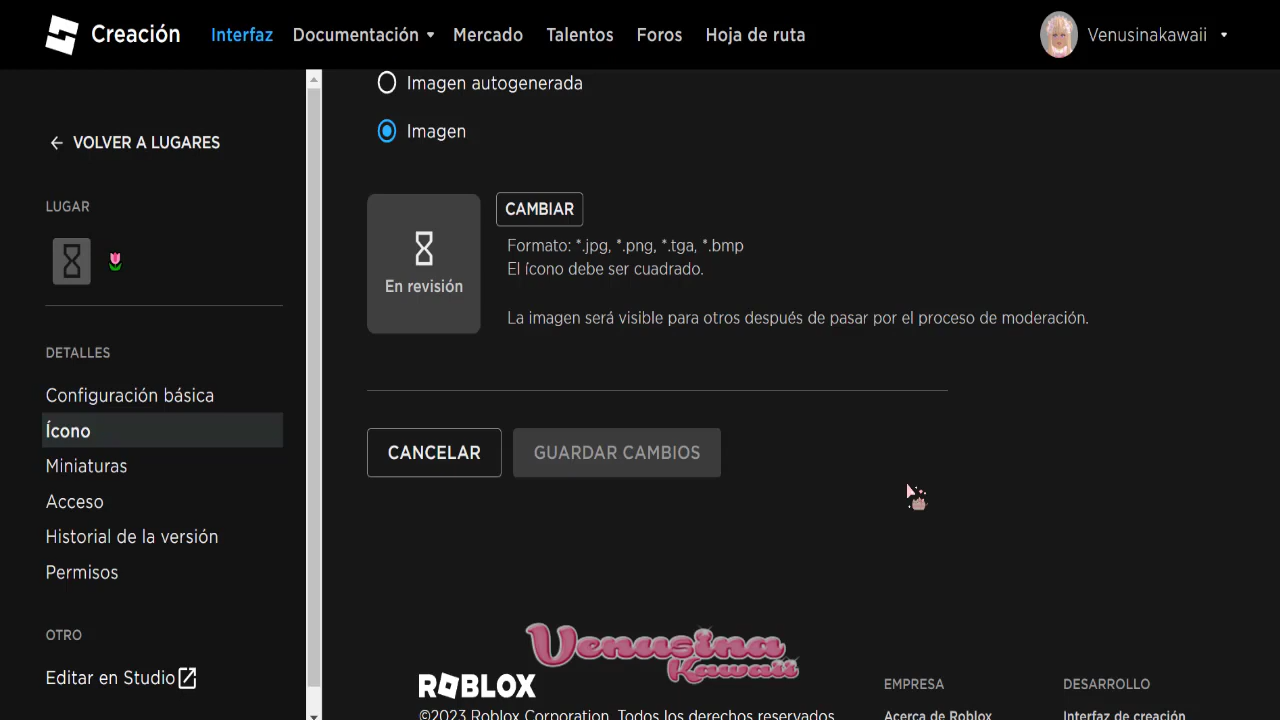 Creación Interfaz Documentación Mercado Talentos Foros Hoja de ruta Venusinakawaii
VOLVER A LUGARES
LUGAR
DETALLES
Configuración básica
Ícono
Miniaturas
Acceso
Historial de la versión
Permisos
OTRO
Editar en Studio
Imagen autogenerada
Imagen
En revisión
CAMBIAR
Formato: *.jpg, *.png, *.tga, *.bmp
El ícono debe ser cuadrado.
La imagen será visible para otros después de pasar por el proceso de moderación.
CANCELAR GUARDAR CAMBIOS
Venusina
Kawaii
ROBLOX
©2023 Roblox Corporation. Todos los derechos reservados
EMPRESA
Acerca de Roblox
DESARROLLO
Interfaz de creación